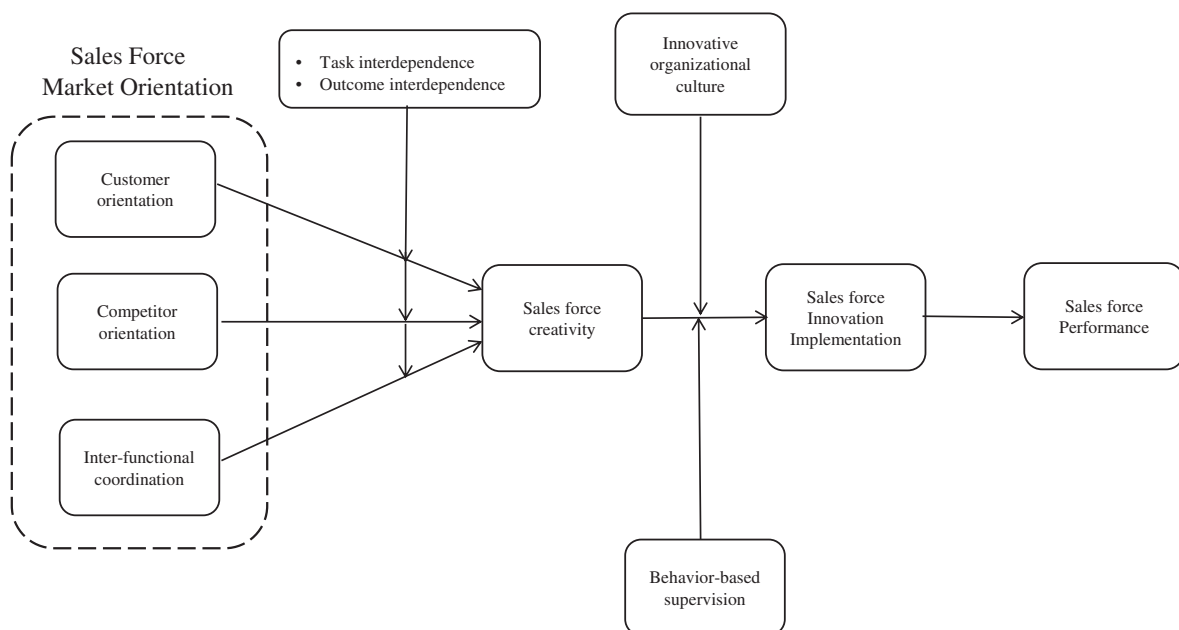 Sales Force
Market Orientation
• Task interdependence
• Outcome interdependence
Innovative
organizational
culture
Customer
orientation
Competitor
orientation
Inter-functional
coordination
Sales force
creativity
Sales force
Innovation
Implementation
Sales force
Performance
Behavior-based
supervision